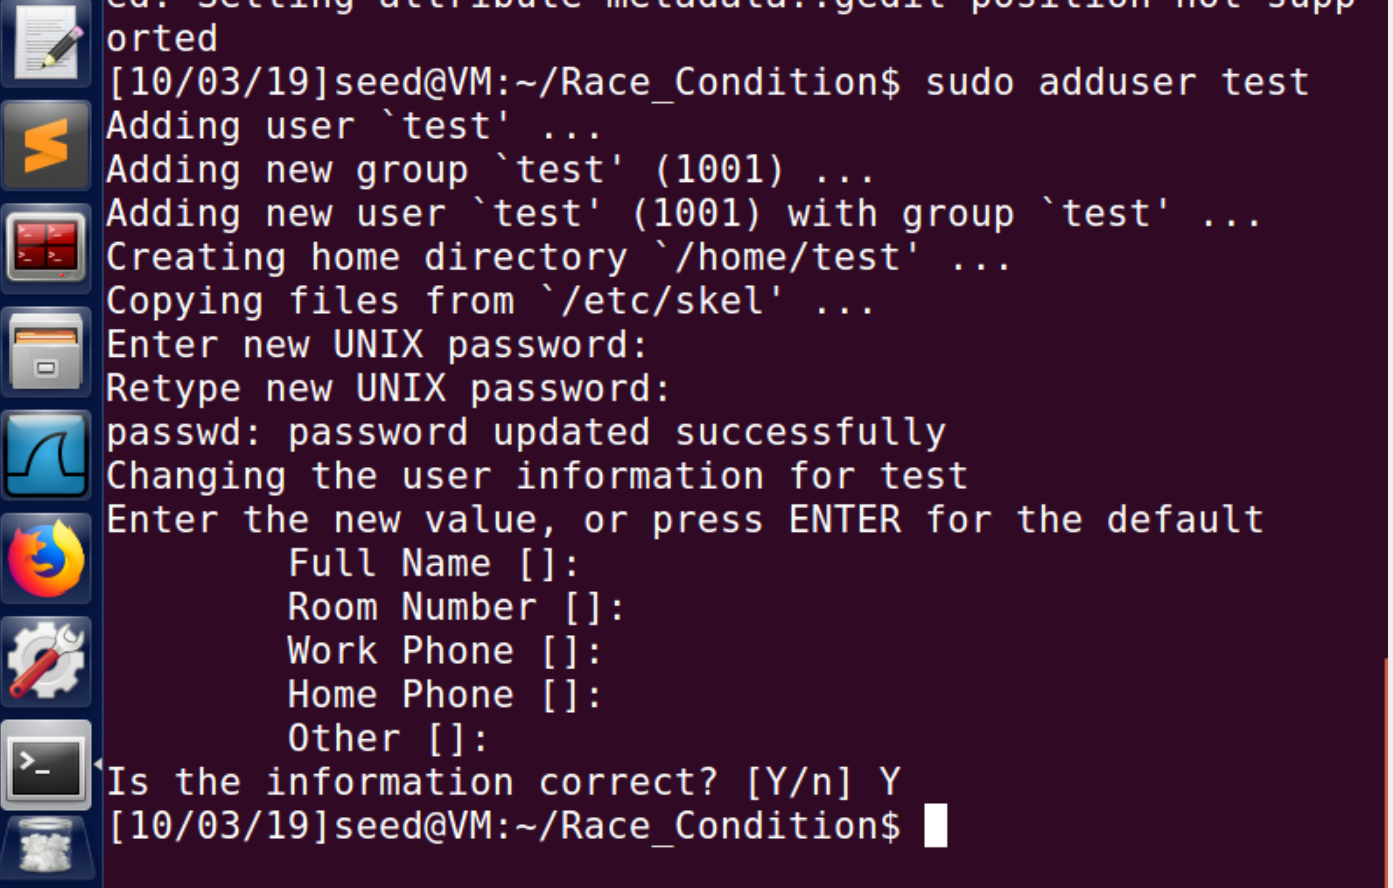 ed: Setting attribute metadata::gedit-position not supp
orted
[10/03/19]seed@VM:~/Race_Condition$ sudo adduser test
Adding user `test' ...
Adding new group `test' (1001) ...
Adding new user `test' (1001) with group `test' ...
Creating home directory `/home/test' ...
Copying files from `/etc/skel' ...
Enter new UNIX password:
Retype new UNIX password:
passwd: password updated successfully
Changing the user information for test
Enter the new value, or press ENTER for the default
        Full Name []:
        Room Number []:
        Work Phone []:
        Home Phone []:
        Other []:
Is the information correct? [Y/n] Y
[10/03/19]seed@VM:~/Race_Condition$